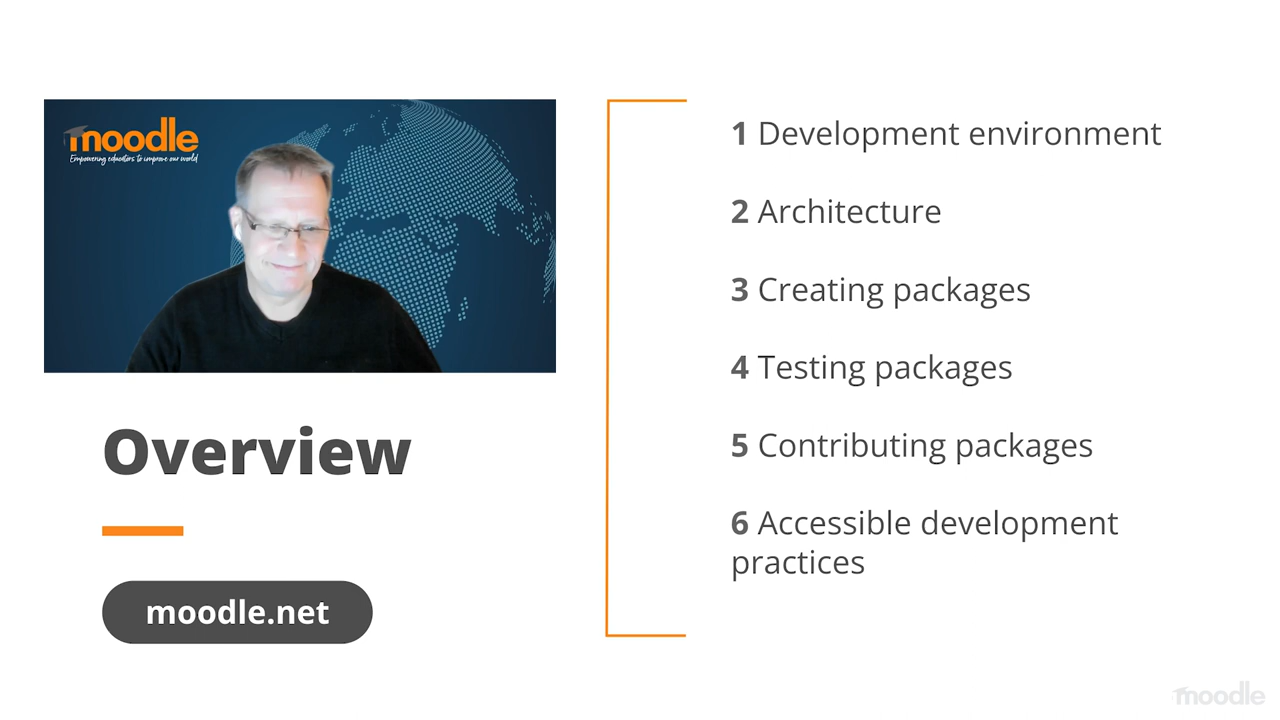 moodle
Empowering educators to improve our world
Overview
moodle.net
1 Development environment
2 Architecture
3 Creating packages
4 Testing packages
5 Contributing packages
6 Accessible development
practices
moodle